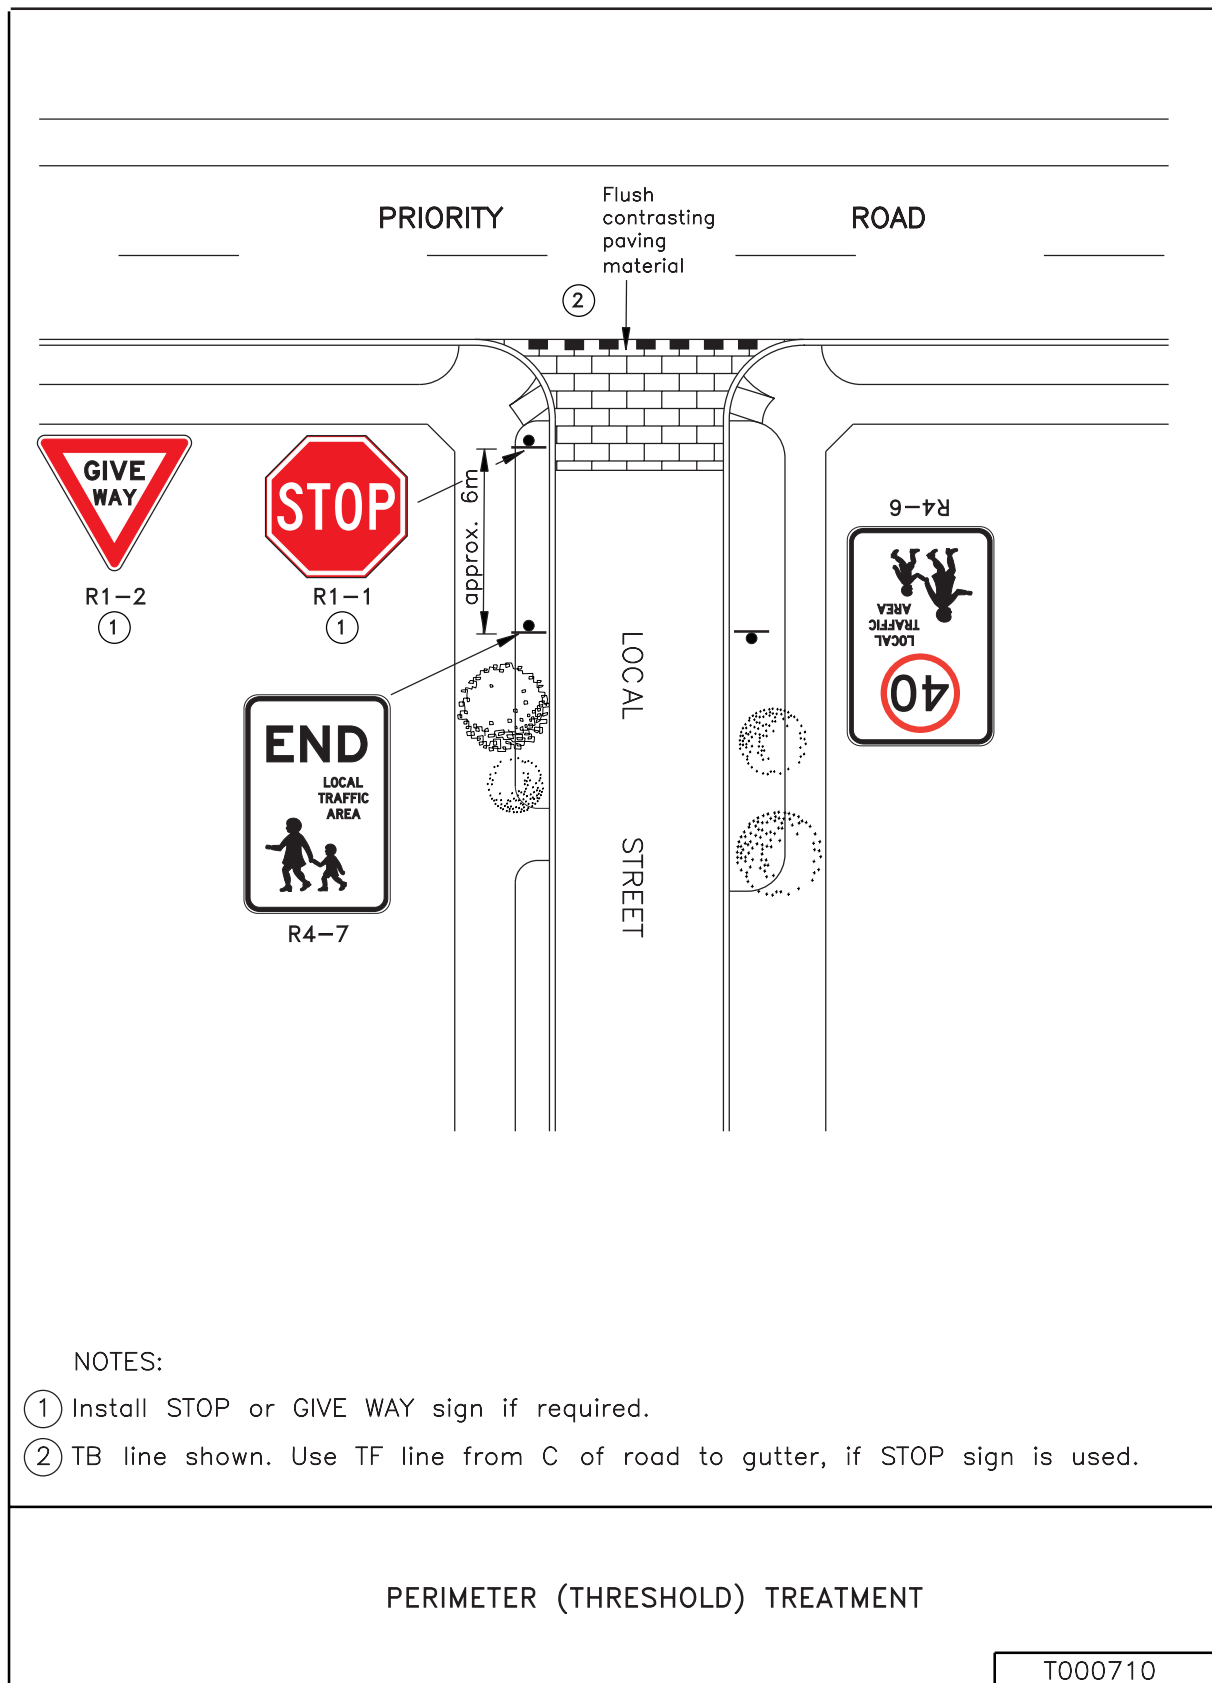 PRIORITY
ROAD
Flush
contrasting
paving
material
2
GIVE
WAY
R1-2
1
STOP
R1-1
1
approx. 6m
R4-6
LOCAL
TRAFFIC
AREA
40
END
LOCAL
TRAFFIC
AREA
R4-7
LOCAL STREET
NOTES:
1 Install STOP or GIVE WAY sign if required.
2 TB line shown. Use TF line from C of road to gutter, if STOP sign is used.
PERIMETER (THRESHOLD) TREATMENT
T000710